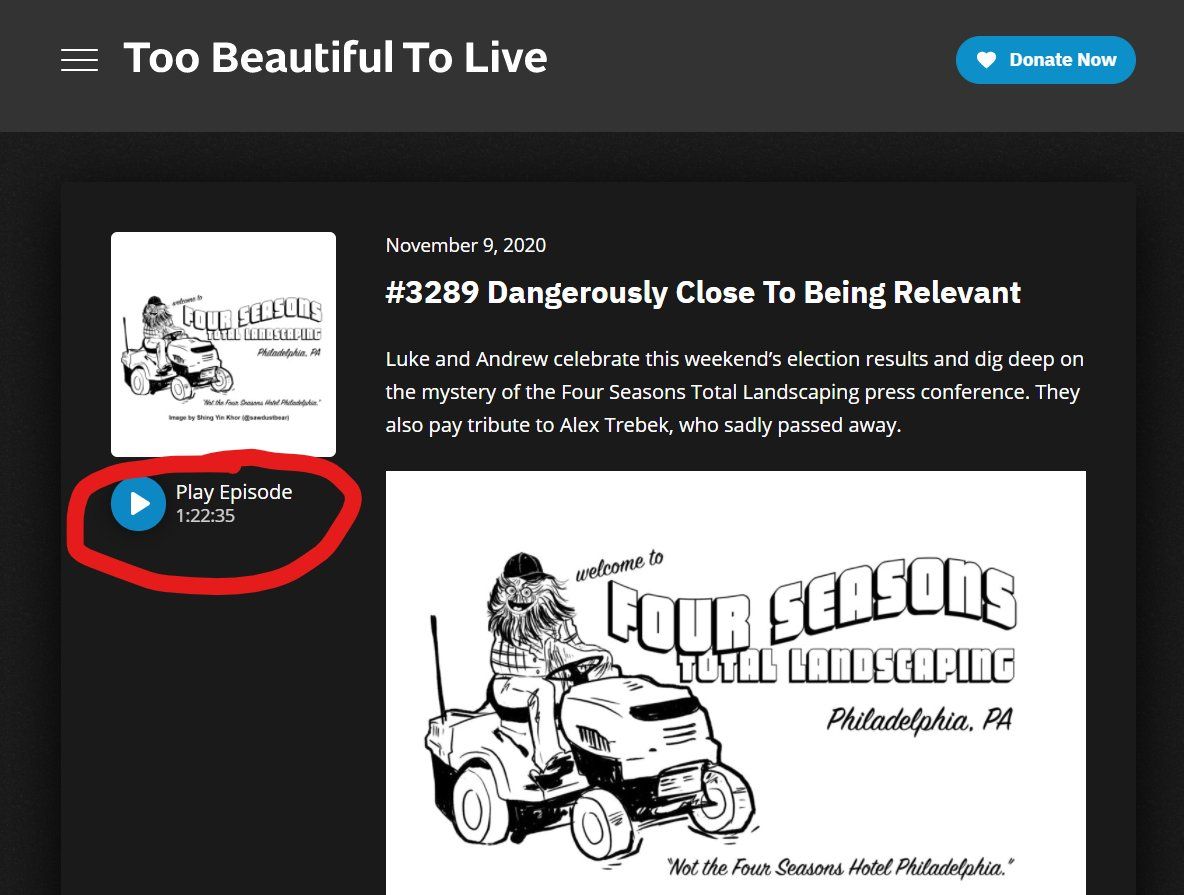 Too Beautiful To Live
Donate Now
welcome to
FOUR SEASONS
TOTAL LANDSCAPING
Philadelphia, PA
"Not the Four Seasons Hotel Philadelphia."
Image by Shing Yin Khor (@sawdustbear)
Play Episode
1:22:35
November 9, 2020
#3289 Dangerously Close To Being Relevant
Luke and Andrew celebrate this weekend’s election results and dig deep on
the mystery of the Four Seasons Total Landscaping press conference. They
also pay tribute to Alex Trebek, who sadly passed away.
welcome to
FOUR SEASONS
TOTAL LANDSCAPING
Philadelphia, PA
"Not the Four Seasons Hotel Philadelphia."